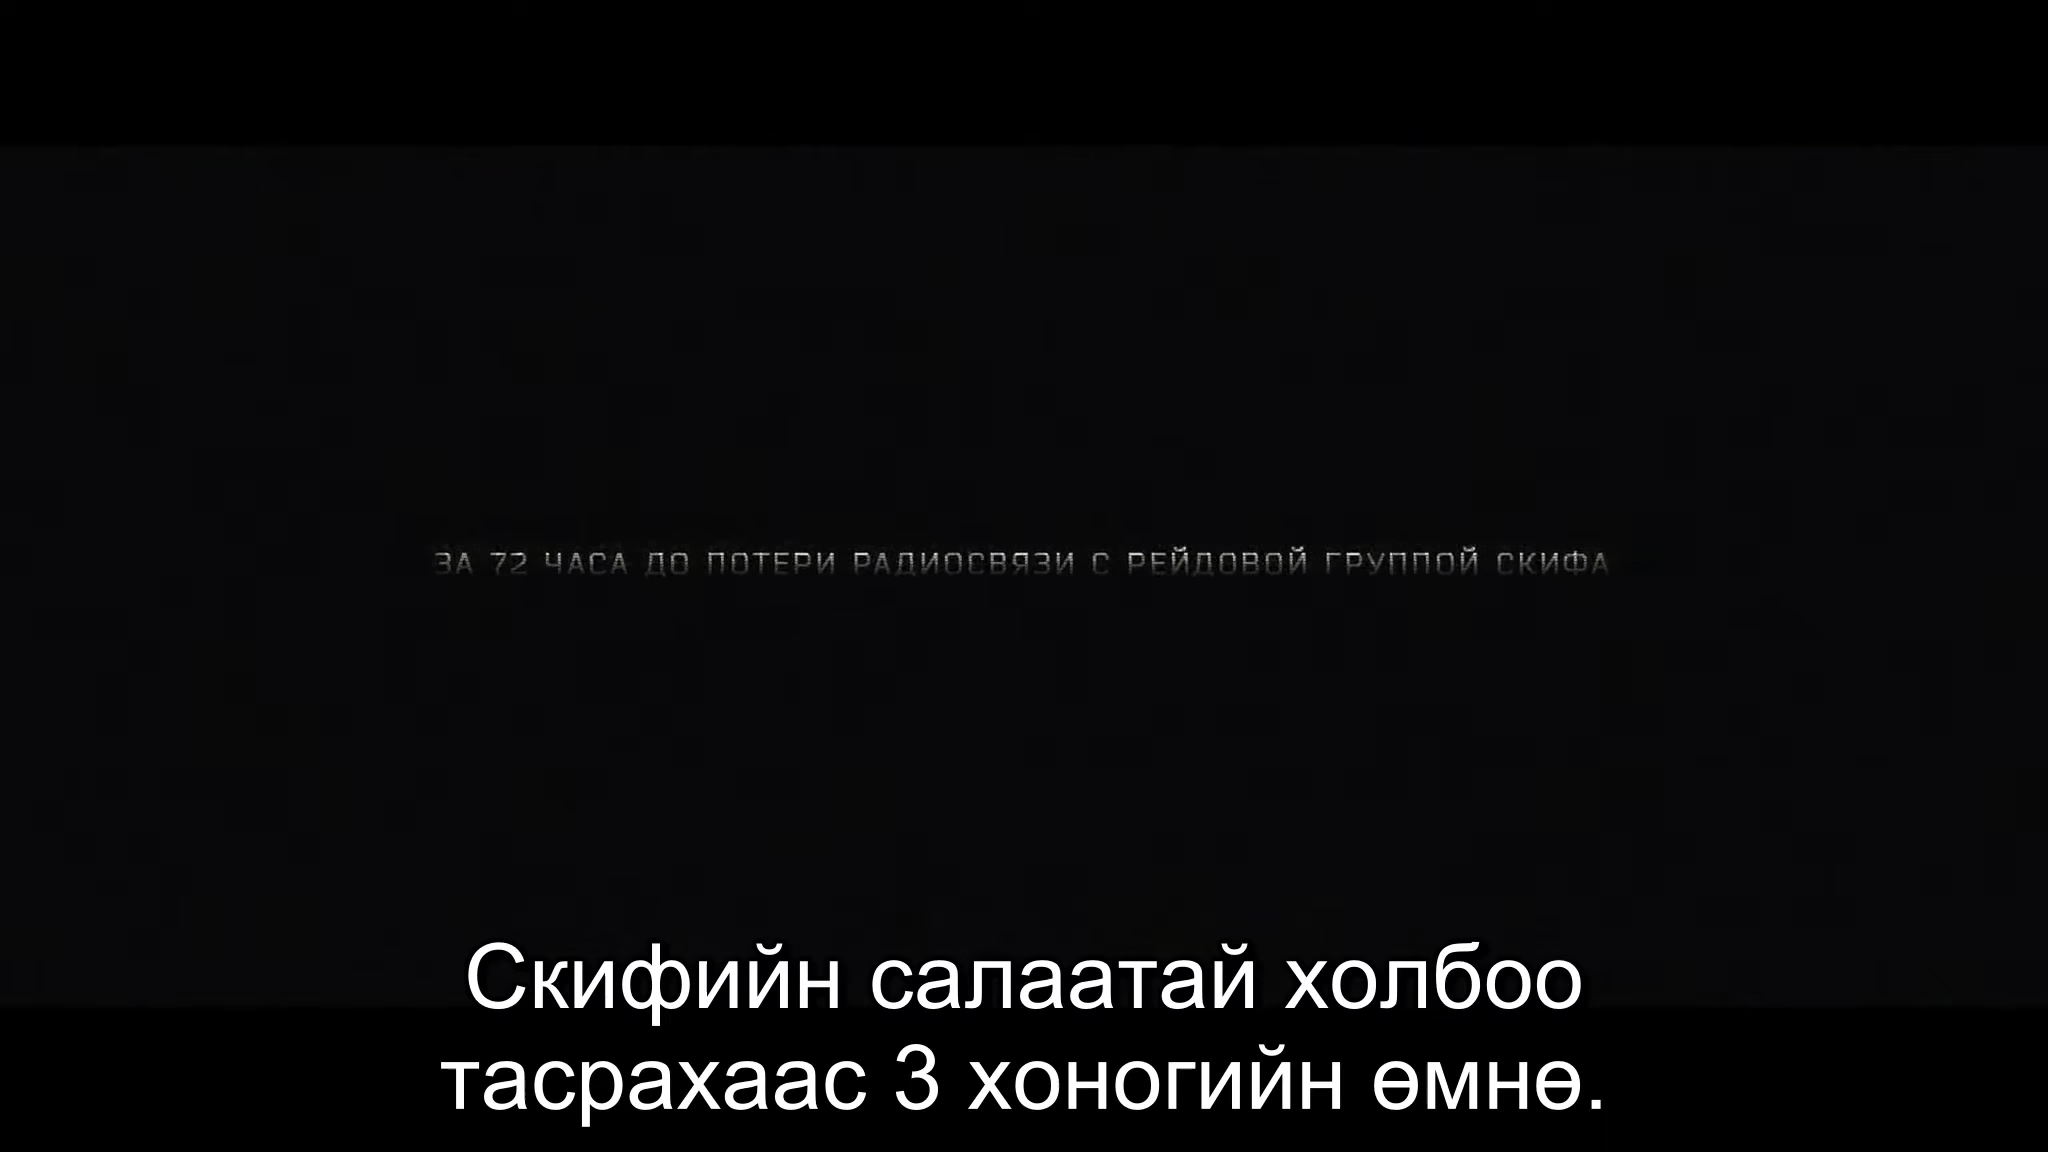 ЗА 72 ЧАСА ДО ПОТЕРИ РАДИОСВЯЗИ С РЕЙДОВОЙ ГРУППОЙ СКИФА
Скифийн салаатай холбоо
тасрахаас 3 хоногийн өмнө.